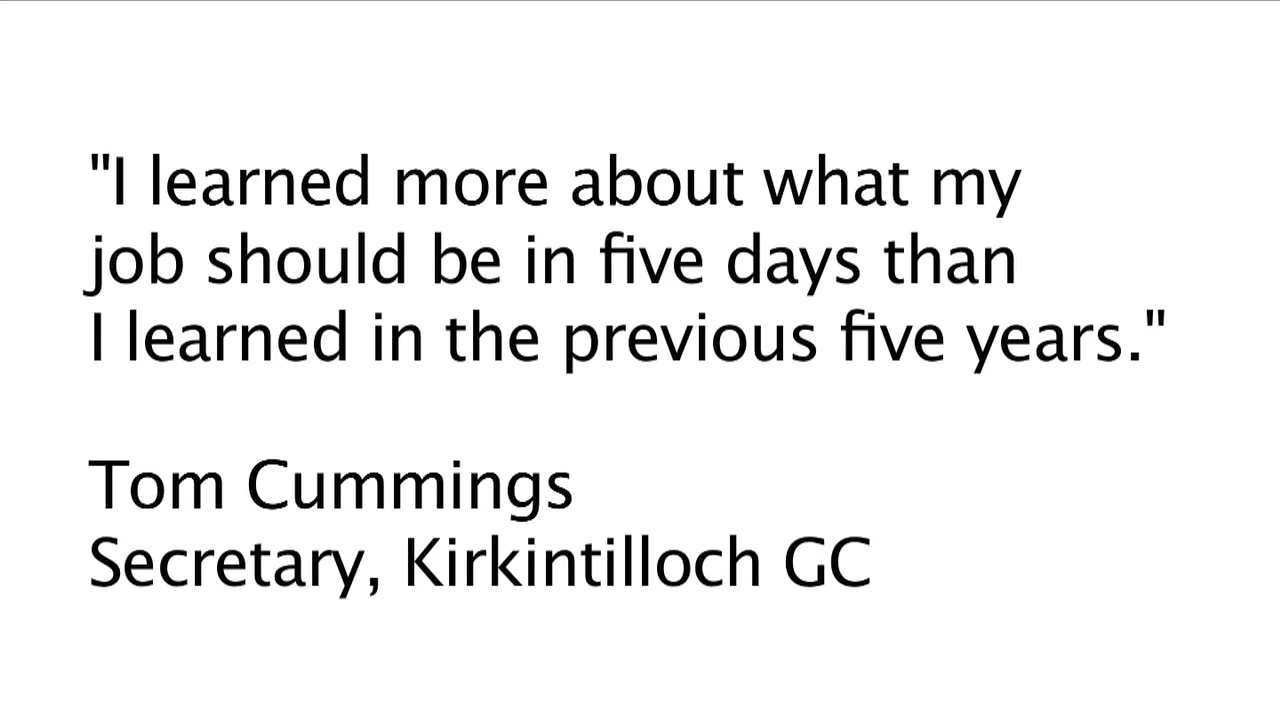 "I learned more about what my
job should be in five days than
I learned in the previous five years."
Tom Cummings
Secretary, Kirkintilloch GC